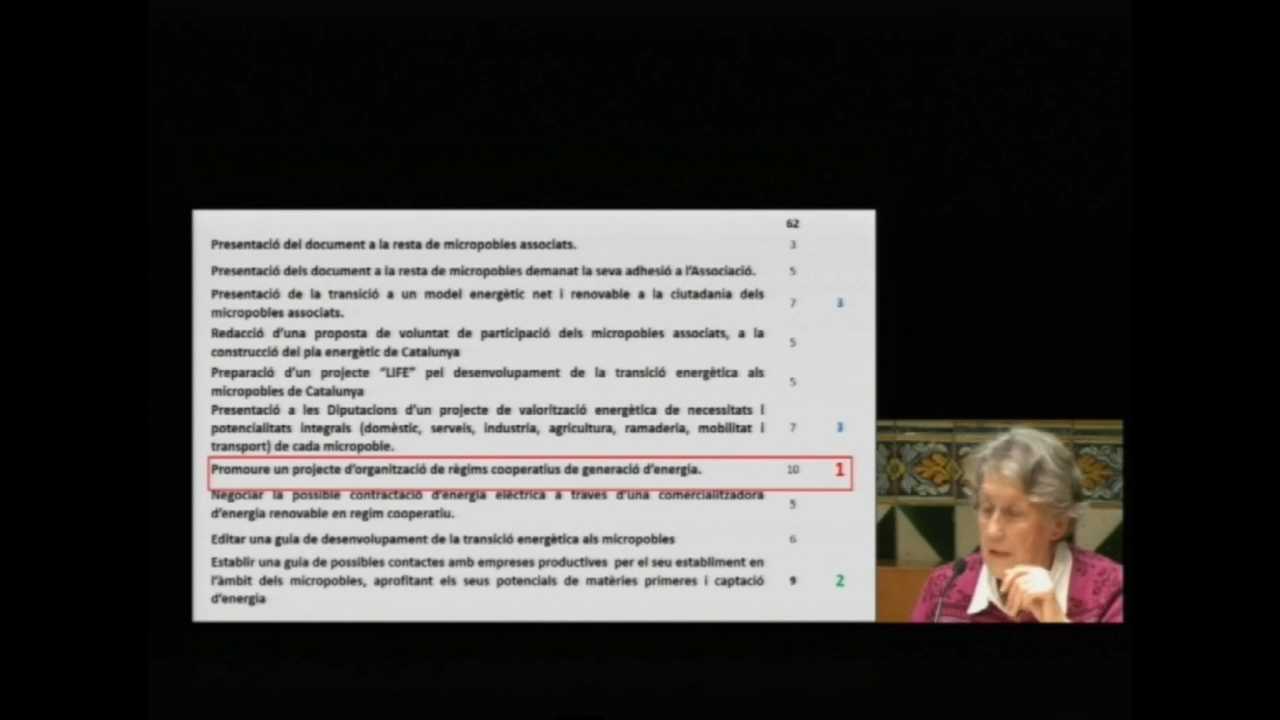 62
Presentació del document a la resta de micropobles associats. 3
Presentació dels document a la resta de micropobles demanat la seva adhesió a l'Associació. 5
Presentació de la transició a un model energètic net i renovable a la ciutadania dels
micropobles associats. 7 3
Redacció d'una proposta de voluntat de participació dels micropobles associats, a la
construcció del pla energètic de Catalunya 5
Preparació d'un projecte "LIFE" pel desenvolupament de la transició energètica als
micropobles de Catalunya 5
Presentació a les Diputacions d'un projecte de valorització energètica de necessitats i
potencialitats integrals (domèstic, serveis, industria, agricultura, ramaderia, mobilitat i 7 3
transport) de cada micropoble.
Promoure un projecte d'organització de règims cooperatius de generació d'energia. 10 1
Negociar la possible contractació d'energia elèctrica a traves d'una comercialitzadora
d'energia renovable en regim cooperatiu. 5
Editar una guia de desenvolupament de la transició energètica als micropobles 6
Establir una guia de possibles contactes amb empreses productives per el seu establiment en
l'àmbit dels micropobles, aprofitant els seus potencials de matèries primeres i captació 9 2
d'energia